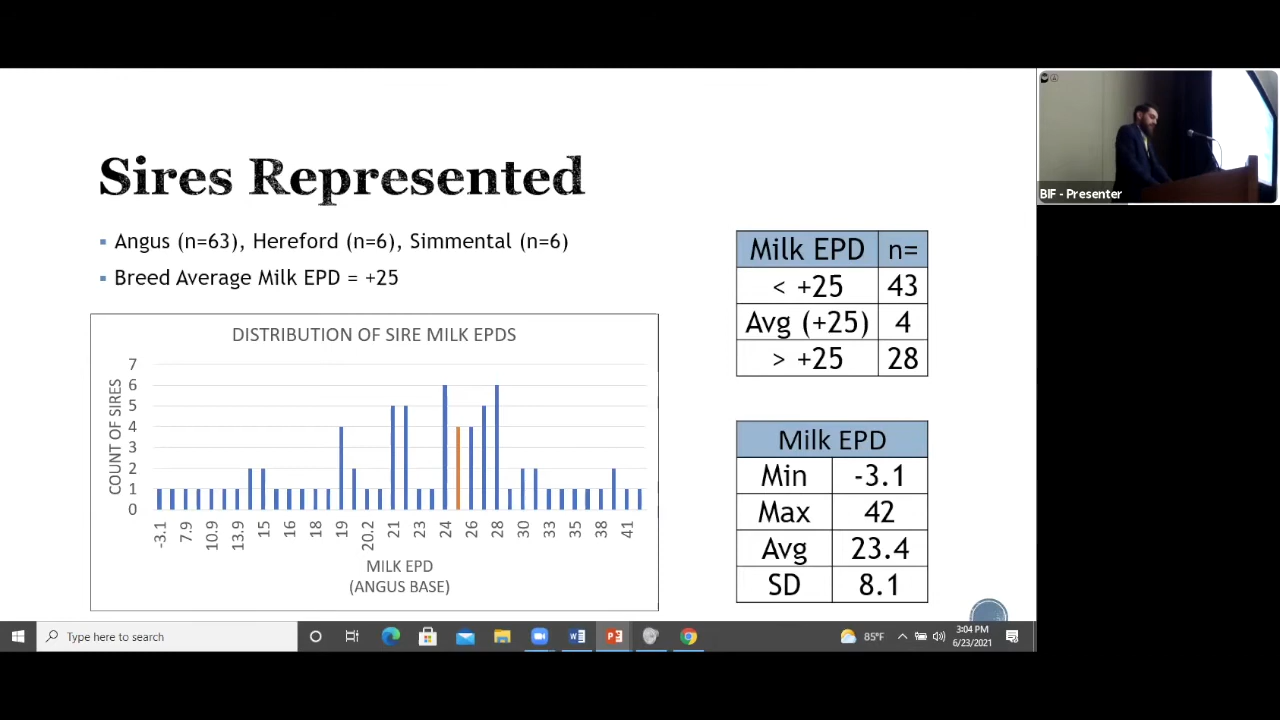 Sires Represented
Angus (n=63), Hereford (n=6), Simmental (n=6)
Breed Average Milk EPD = +25
DISTRIBUTION OF SIRE MILK EPDS
COUNT OF SIRES
7
6
5
4
3
2
1
0
-3.1 7.9 10.9 13.9 15 16 18 19 20.2 21 23 24 26 28 30 33 35 38 41
MILK EPD
(ANGUS BASE)
Milk EPD n=
< +25 43
Avg (+25) 4
> +25 28
Milk EPD
Min -3.1
Max 42
Avg 23.4
SD 8.1
BIF - Presenter
Type here to search
85°F
3:04 PM
6/23/2021